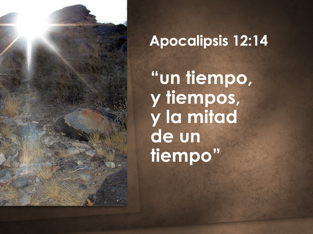 Apocalipsis 12:14
“un tiempo,
y tiempos,
y la mitad
de un
tiempo”